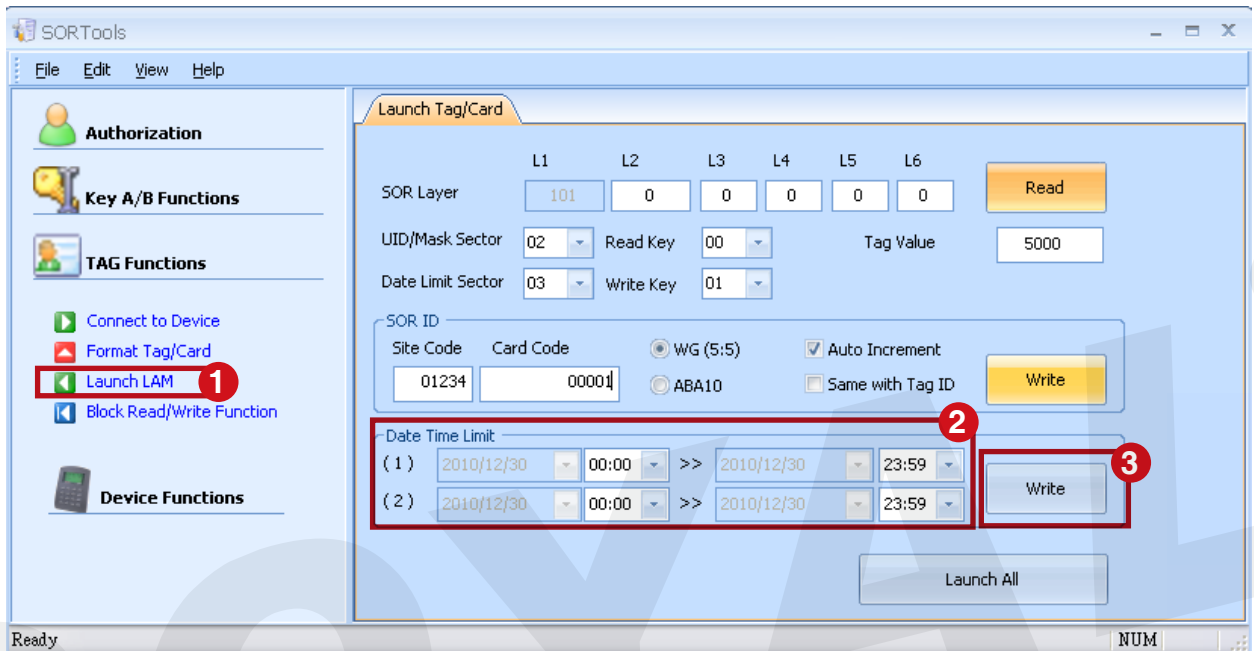 SORTools
File Edit View Help
Authorization
Key A/B Functions
TAG Functions
Connect to Device
Format Tag/Card
Launch LAM 1
Block Read/Write Function
Device Functions
Launch Tag/Card
L1 L2 L3 L4 L5 L6
SOR Layer 101 0 0 0 0 0 Read
UID/Mask Sector 02 Read Key 00 Tag Value 5000
Date Limit Sector 03 Write Key 01
SOR ID
Site Code Card Code WG (5:5) Auto Increment
01234 00001 ABA10 Same with Tag ID Write
2
Date Time Limit
(1) 2010/12/30 00:00 >> 2010/12/30 23:59 3
(2) 2010/12/30 00:00 >> 2010/12/30 23:59 Write
Launch All
Ready NUM